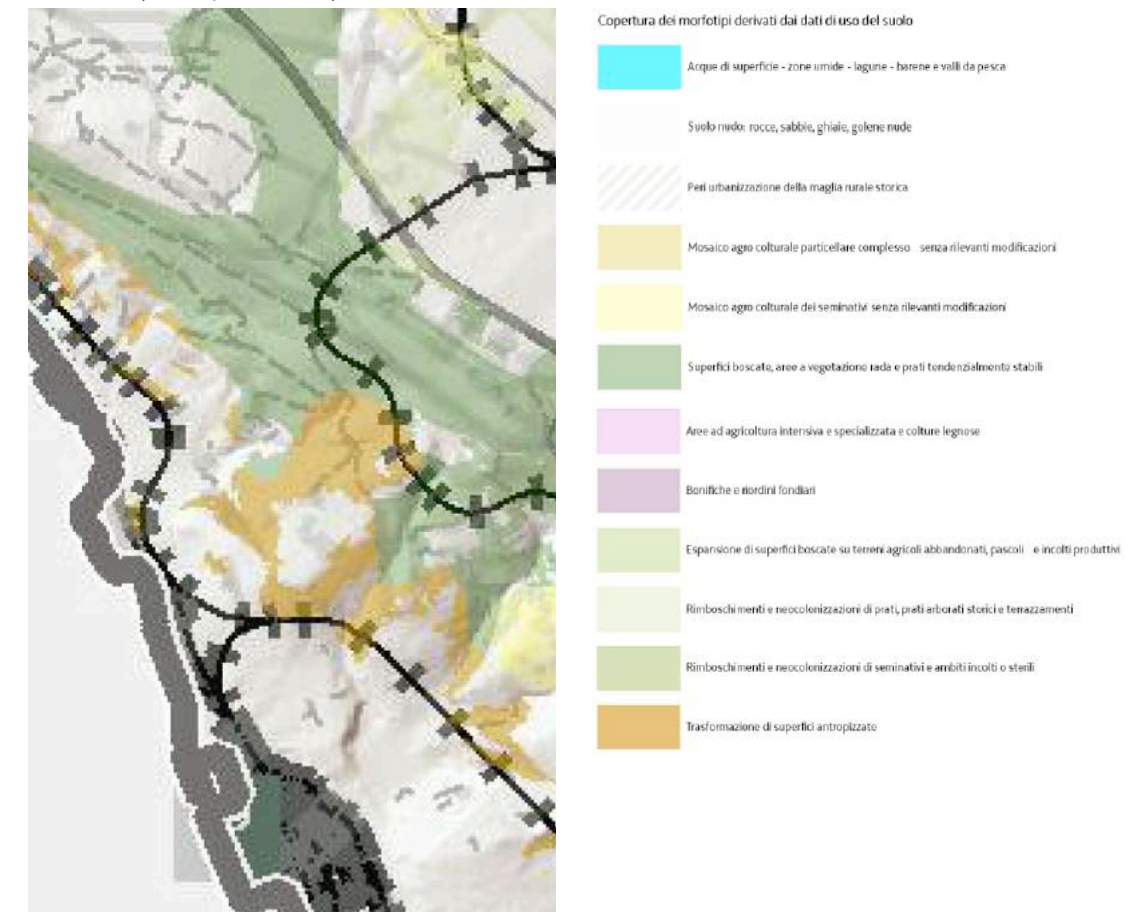 Copertura dei morfotipi derivati dai dati di uso del suolo
Acque di superficie - zone umide - lagune - barene e valli da pesca
Suolo nudo: rocce, sabbie, ghiaie, golene nude
Peri urbanizzazione della maglia rurale storica
Mosaico agro colturale particellare complesso senza rilevanti modificazioni
Mosaico agro colturale dei seminativi senza rilevanti modificazioni
Superfici boscate, aree a vegetazione rada e prati tendenzialmente stabili
Aree ad agricoltura intensiva e specializzata e colture legnose
Bonifiche e riordini fondiari
Espansione di superfici boscate su terreni agricoli abbandonati, pascoli e incolti produttivi
Rimboschimenti e neocolonizzazioni di prati, prati arborati storici e terrazzamenti
Rimboschimenti e neocolonizzazioni di seminativi e ambiti incolti o sterili
Trasformazione di superfici antropizzate